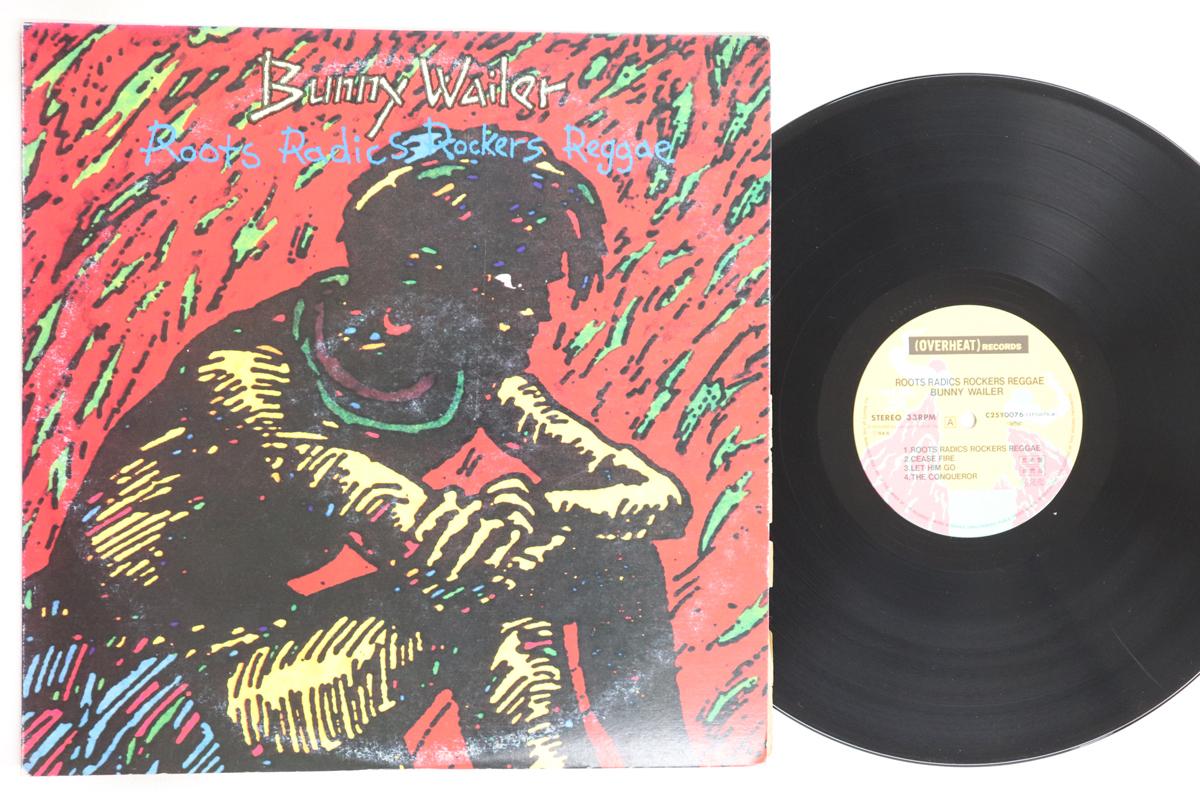 Bunny Wailer
Roots Radics Rockers Reggae
(OVERHEAT) RECORDS
ROOTS RADICS ROCKERS REGGAE
BUNNY WAILER
STEREO 33RPM
A
C25Y0076
1.ROOTS RADICS ROCKERS REGGAE
2.CEASE FIRE
3.LET HIM GO
4.THE CONQUEROR